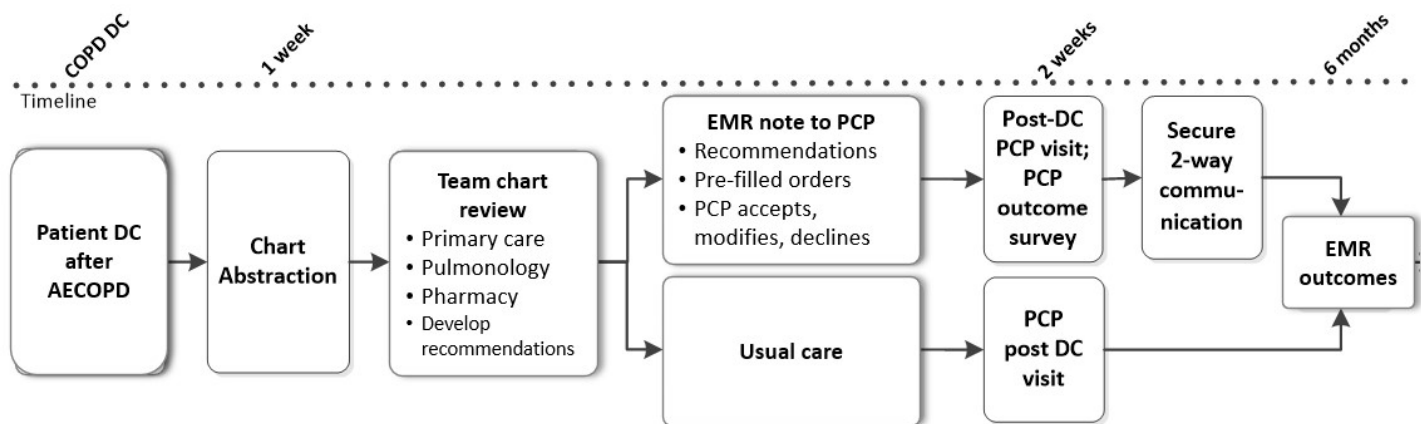 COPD DC
1 week
2 weeks
6 months
Timeline
Patient DC
after
AECOPD
Chart
Abstraction
Team chart
review
• Primary care
• Pulmonology
• Pharmacy
• Develop
recommendations
EMR note to PCP
• Recommendations
• Pre-filled orders
• PCP accepts,
modifies, declines
Usual care
Post-DC
PCP visit;
PCP
outcome
survey
PCP
post DC
visit
Secure
2-way
commu-
nication
EMR
outcomes